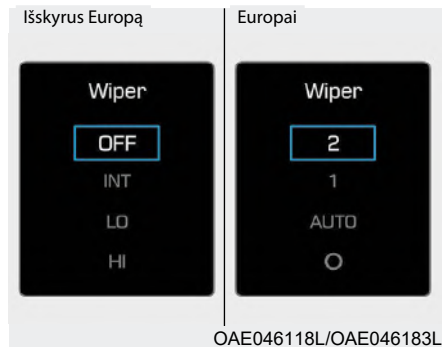 Išskyrus Europą
Europai
Wiper
OFF
INT
LO
HI
Wiper
2
1
AUTO
O
OAE046118L/OAE046183L